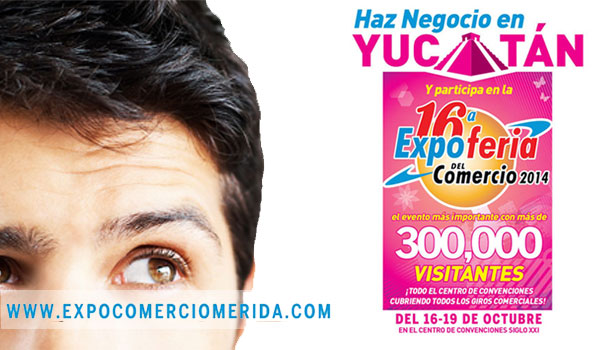 Haz Negocio en
YUCATÁN
Y participa en la
16a
Expoferia
DEL
Comercio 2014
el evento más importante con más de
300,000
VISITANTES
¡TODO EL CENTRO DE CONVENCIONES
CUBRIENDO TODOS LOS GIROS COMERCIALES!
DEL 16-19 DE OCTUBRE
EN EL CENTRO DE CONVENCIONES SIGLO XXI
WWW.EXPOCOMERCIOMERIDA.COM